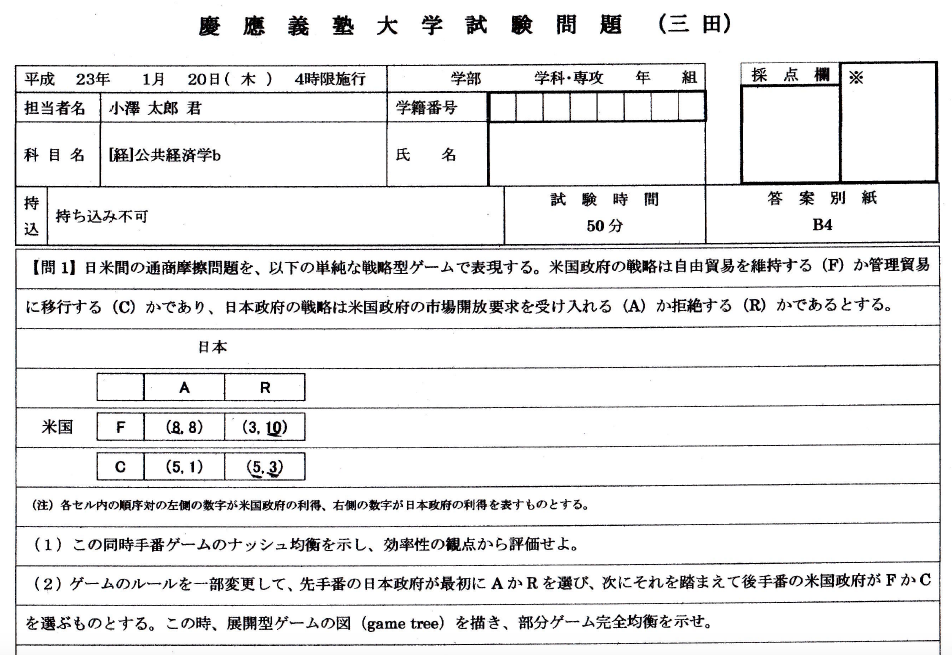 慶應義塾大学試験問題 (三田)
平成 23年 1月 20日( 木 ) 4時限施行 学部 学科・専攻 年 組 採点欄 ※
担当者名 小澤 太郎 君 学籍番号
科目名 [経]公共経済学b 氏 名
持込 持ち込み不可 試験時間 50分 答案別紙 B4
【問1】日米間の通商摩擦問題を、以下の単純な戦略型ゲームで表現する。米国政府の戦略は自由貿易を維持する (F) か管理貿易
に移行する (C) かであり、日本政府の戦略は米国政府の市場開放要求を受け入れる (A) か拒絶する (R) かであるとする。
日本
A R
米国 F (8, 8) (3, 10)
C (5, 1) (5, 3)
(注) 各セル内の順序対の左側の数字が米国政府の利得、右側の数字が日本政府の利得を表すものとする。
(1) この同時手番ゲームのナッシュ均衡を示し、効率性の観点から評価せよ。
(2) ゲームのルールを一部変更して、先手番の日本政府が最初に A か R を選び、次にそれを踏まえて後手番の米国政府が F か C
を選ぶものとする。この時、展開型ゲームの図 (game tree) を描き、部分ゲーム完全均衡を示せ。